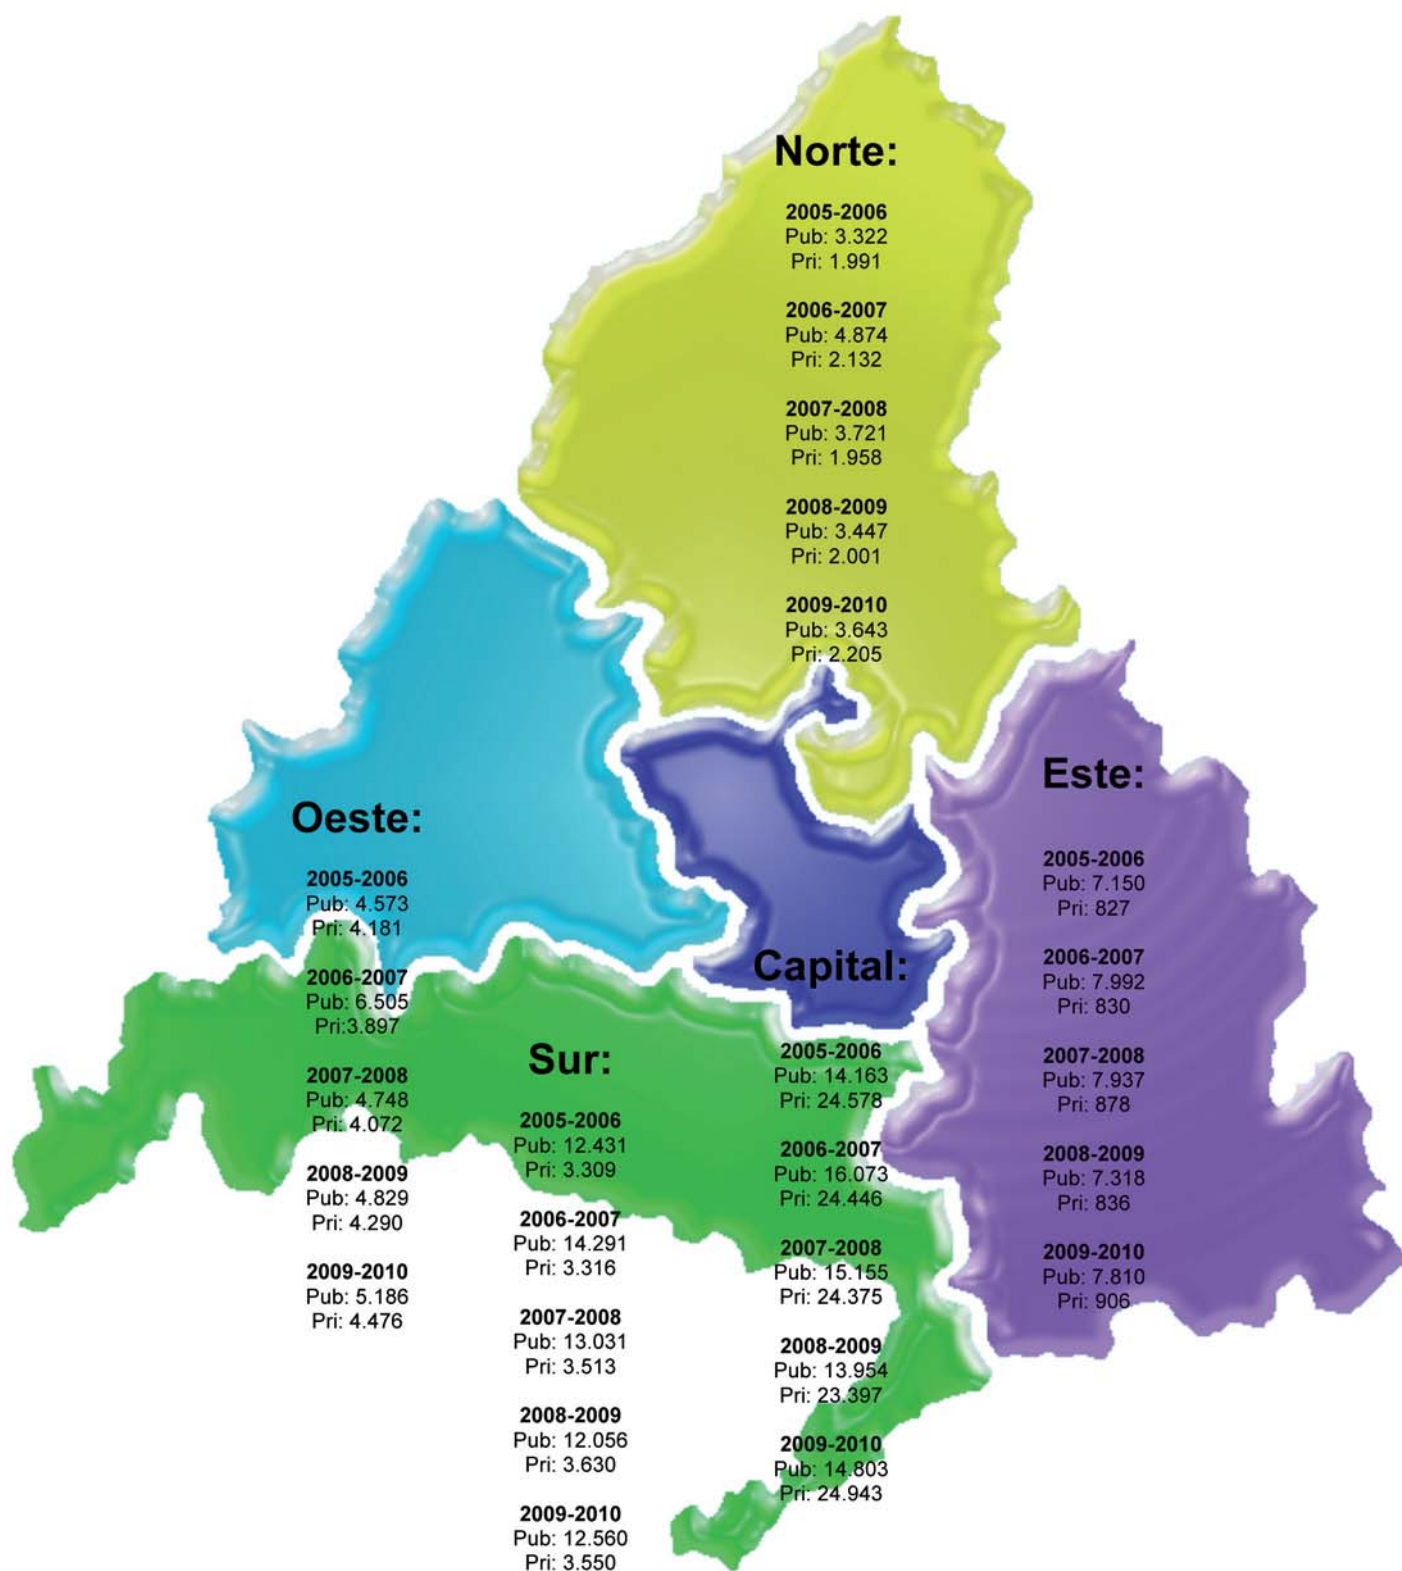 Norte:
2005-2006
Pub: 3.322
Pri: 1.991
2006-2007
Pub: 4.874
Pri: 2.132
2007-2008
Pub: 3.721
Pri: 1.958
2008-2009
Pub: 3.447
Pri: 2.001
2009-2010
Pub: 3.643
Pri: 2.205
Oeste:
2005-2006
Pub: 4.573
Pri: 4.181
2006-2007
Pub: 6.505
Pri:3.897
2007-2008
Pub: 4.748
Pri: 4.072
2008-2009
Pub: 4.829
Pri: 4.290
2009-2010
Pub: 5.186
Pri: 4.476
Sur:
2005-2006
Pub: 12.431
Pri: 3.309
2006-2007
Pub: 14.291
Pri: 3.316
2007-2008
Pub: 13.031
Pri: 3.513
2008-2009
Pub: 12.056
Pri: 3.630
2009-2010
Pub: 12.560
Pri: 3.550
Capital:
2005-2006
Pub: 14.163
Pri: 24.578
2006-2007
Pub: 16.073
Pri: 24.446
2007-2008
Pub: 15.155
Pri: 24.375
2008-2009
Pub: 13.954
Pri: 23.397
2009-2010
Pub: 14.803
Pri: 24.943
Este:
2005-2006
Pub: 7.150
Pri: 827
2006-2007
Pub: 7.992
Pri: 830
2007-2008
Pub: 7.937
Pri: 878
2008-2009
Pub: 7.318
Pri: 836
2009-2010
Pub: 7.810
Pri: 906